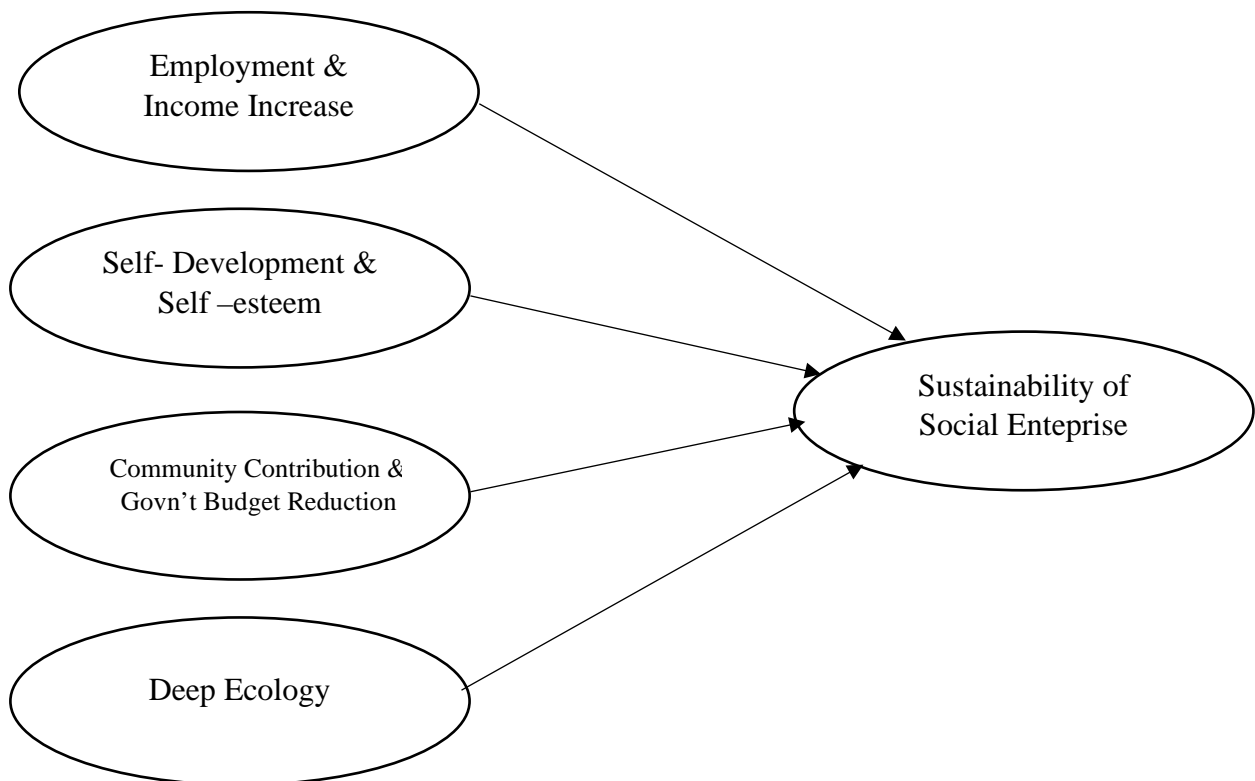 Employment &
Income Increase
Self- Development &
Self –esteem
Community Contribution &
Govn’t Budget Reduction
Deep Ecology
Sustainability of
Social Enteprise